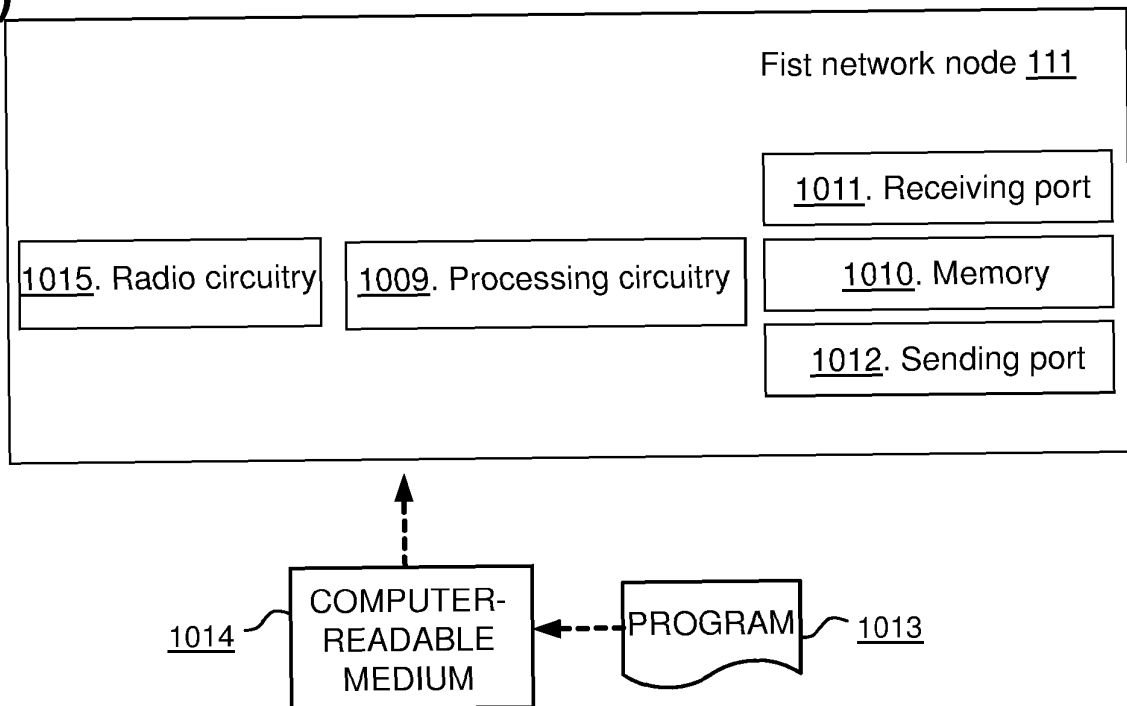 )
Fist network node 111
1011. Receiving port
1015. Radio circuitry
1009. Processing circuitry
1010. Memory
1012. Sending port
1014
COMPUTER-
READABLE
MEDIUM
PROGRAM
1013